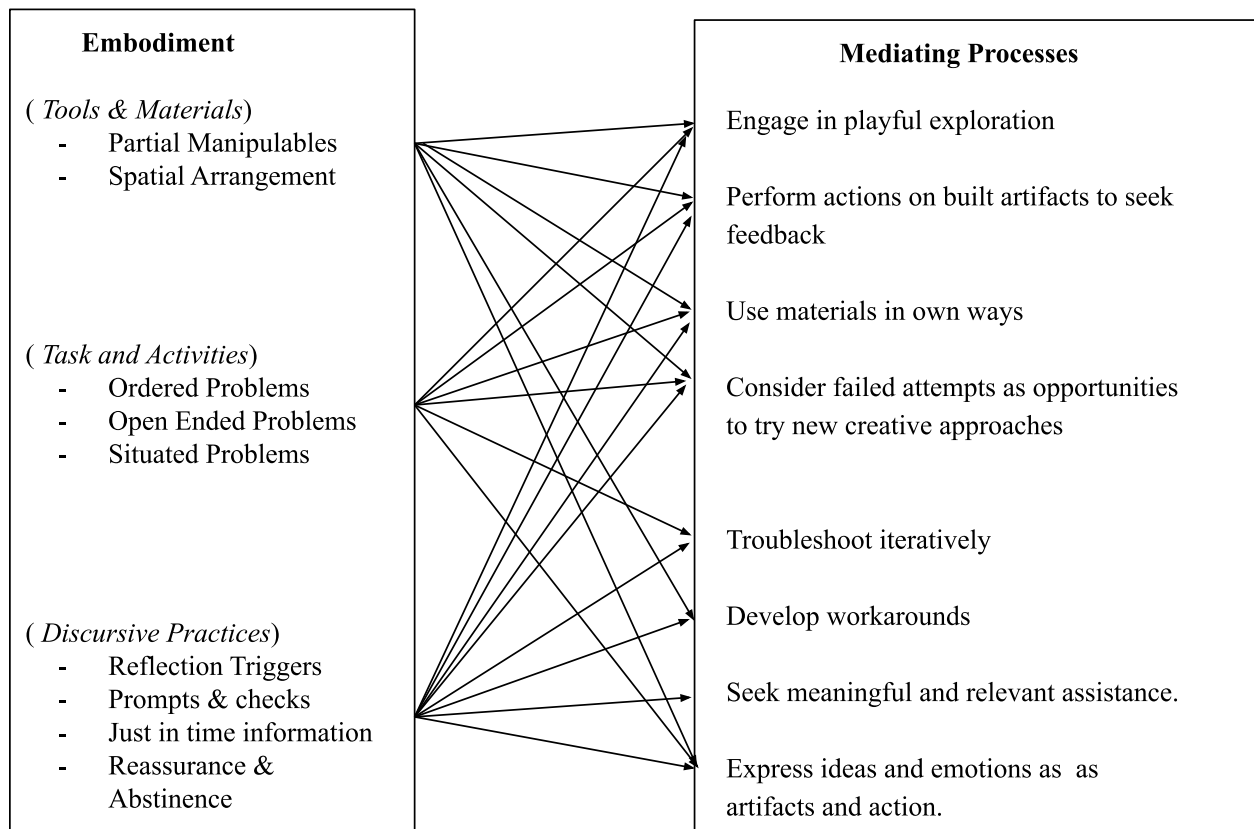 Embodiment
( Tools & Materials)
- Partial Manipulables
- Spatial Arrangement
( Task and Activities)
- Ordered Problems
- Open Ended Problems
- Situated Problems
( Discursive Practices)
- Reflection Triggers
- Prompts & checks
- Just in time information
- Reassurance &
Abstinence
Mediating Processes
Engage in playful exploration
Perform actions on built artifacts to seek
feedback
Use materials in own ways
Consider failed attempts as opportunities
to try new creative approaches
Troubleshoot iteratively
Develop workarounds
Seek meaningful and relevant assistance.
Express ideas and emotions as as
artifacts and action.